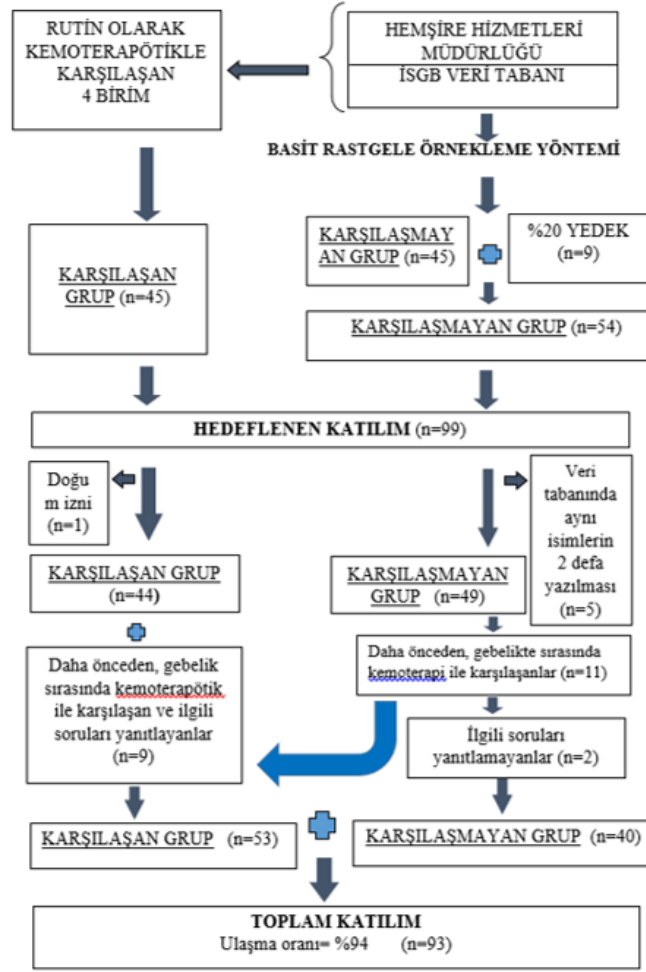 RUTİN OLARAK
KEMOTERAPÖTİKLE
KARŞILAŞAN
4 BİRİM
HEMŞİRE HİZMETLERİ
MÜDÜRLÜĞÜ
İSGB VERİ TABANI
BASİT RASTGELE ÖRNEKLEME YÖNTEMİ
KARŞILAŞAN
GRUP (n=45)
KARŞILAŞMAY
AN GRUP (n=45)
%20 YEDEK
(n=9)
KARŞILAŞMAYAN GRUP (n=54)
HEDEFLENEN KATILIM (n=99)
Doğu
m izni
(n=1)
Veri
tabanında
aynı
isimlerin
2 defa
yazılması
(n=5)
KARŞILAŞAN GRUP
(n=44)
KARŞILAŞMAYAN
GRUP (n=49)
Daha önceden, gebelik
sırasında kemoterapötik
ile karşılaşan ve ilgili
soruları yanıtlayanlar
(n=9)
Daha önceden, gebelikte sırasında
kemoterapi ile karşılaşanlar (n=11)
İlgili soruları
yanıtlamayanlar (n=2)
KARŞILAŞAN GRUP (n=53)
KARŞILAŞMAYAN GRUP (n=40)
TOPLAM KATILIM
Ulaşma oranı= %94 (n=93)